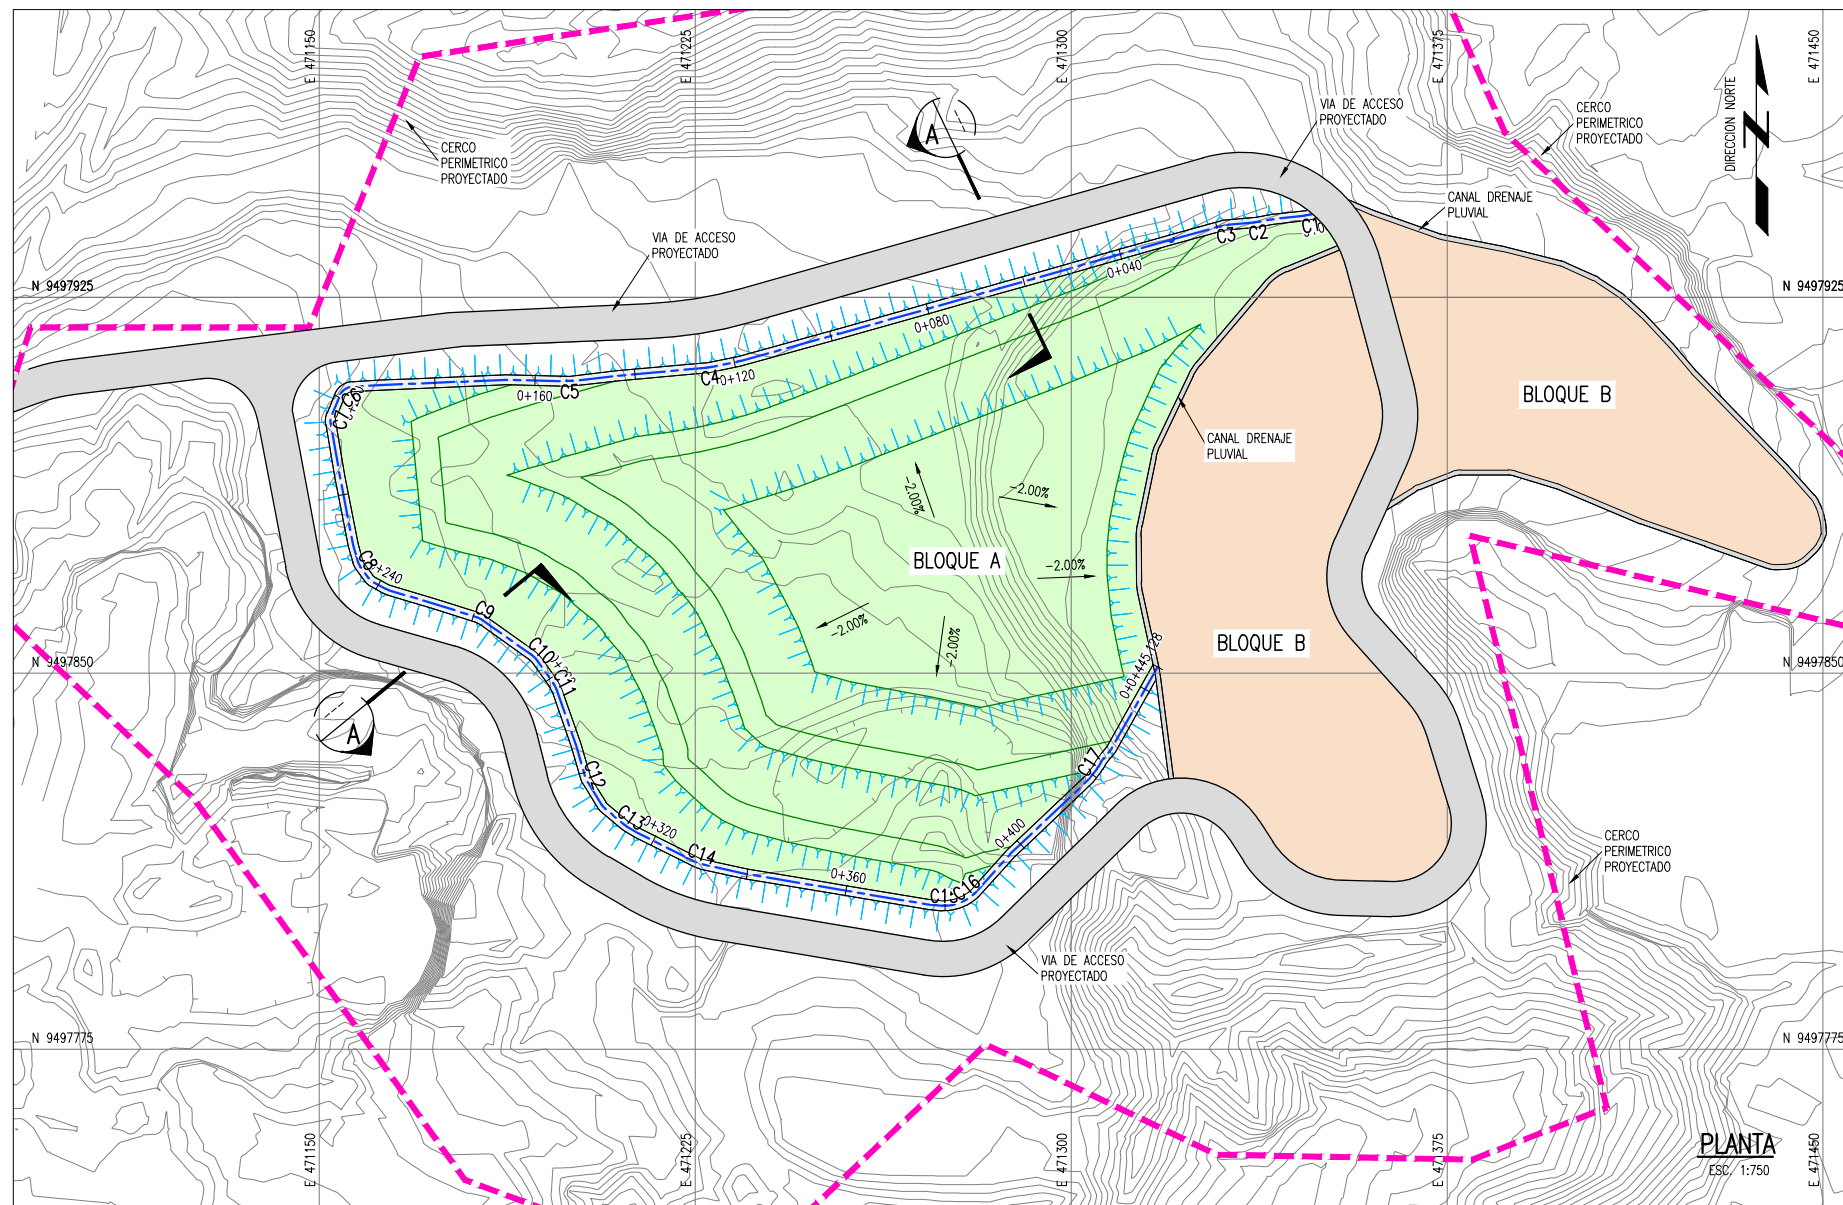 E 471150
E 471225
E 471300
E 471375
E 471450
DIRECCION NORTE
N
VIA DE ACCESO
PROYECTADO
CERCO
PERIMETRICO
PROYECTADO
CERCO
PERIMETRICO
PROYECTADO
A
CANAL DRENAJE
PLUVIAL
VIA DE ACCESO
PROYECTADO
C1
C2
C3
0+040
N 9497925
N 9497925
0+080
C4
0+120
C5
0+160
C6
C7
BLOQUE B
CANAL DRENAJE
PLUVIAL
-2.00%
-2.00%
BLOQUE A
-2.00%
C8
0+240
C9
-2.00%
-2.00%
BLOQUE B
C10
C11
0+445.128
N 9497850
N 9497850
A
C12
C17
C13
0+320
0+400
C14
0+360
C15
C16
CERCO
PERIMETRICO
PROYECTADO
VIA DE ACCESO
PROYECTADO
N 9497775
N 9497775
E 471150
E 471225
E 471300
E 471375
E 471450
PLANTA
ESC. 1:750